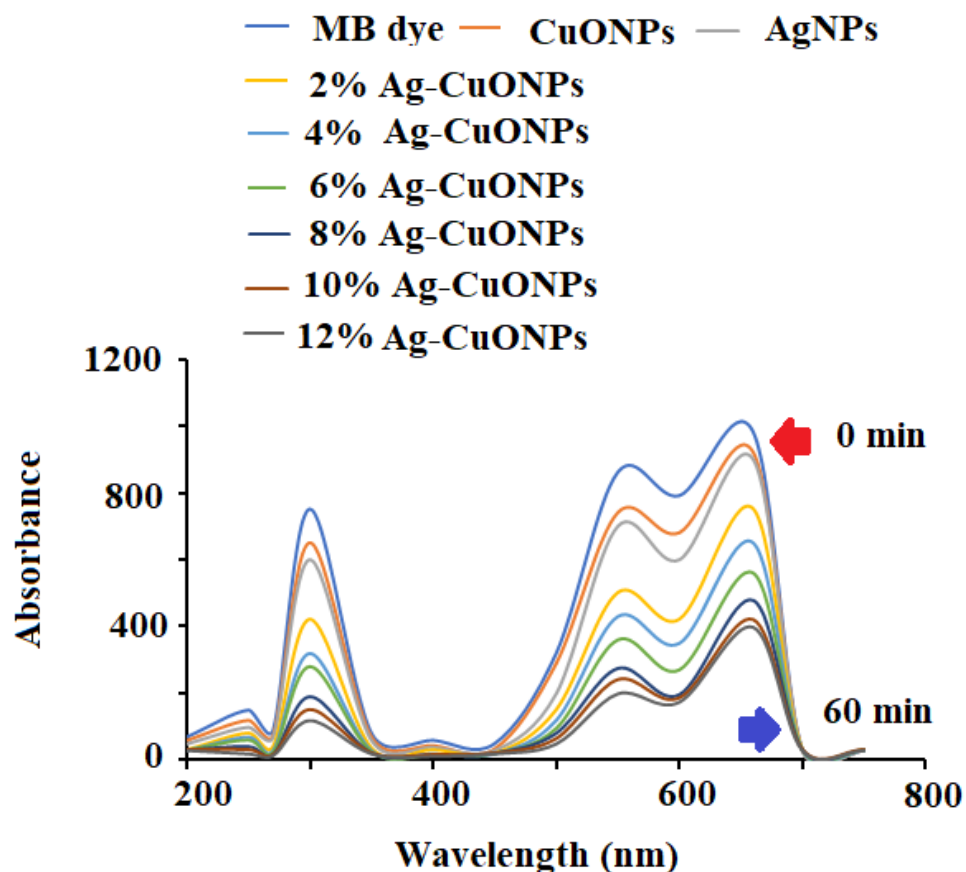 MB dye CuONPs AgNPs
2% Ag-CuONPs
4% Ag-CuONPs
6% Ag-CuONPs
8% Ag-CuONPs
10% Ag-CuONPs
12% Ag-CuONPs
1200
0 min
800
Absorbance
400
60 min
0
200 400 600 800
Wavelength (nm)